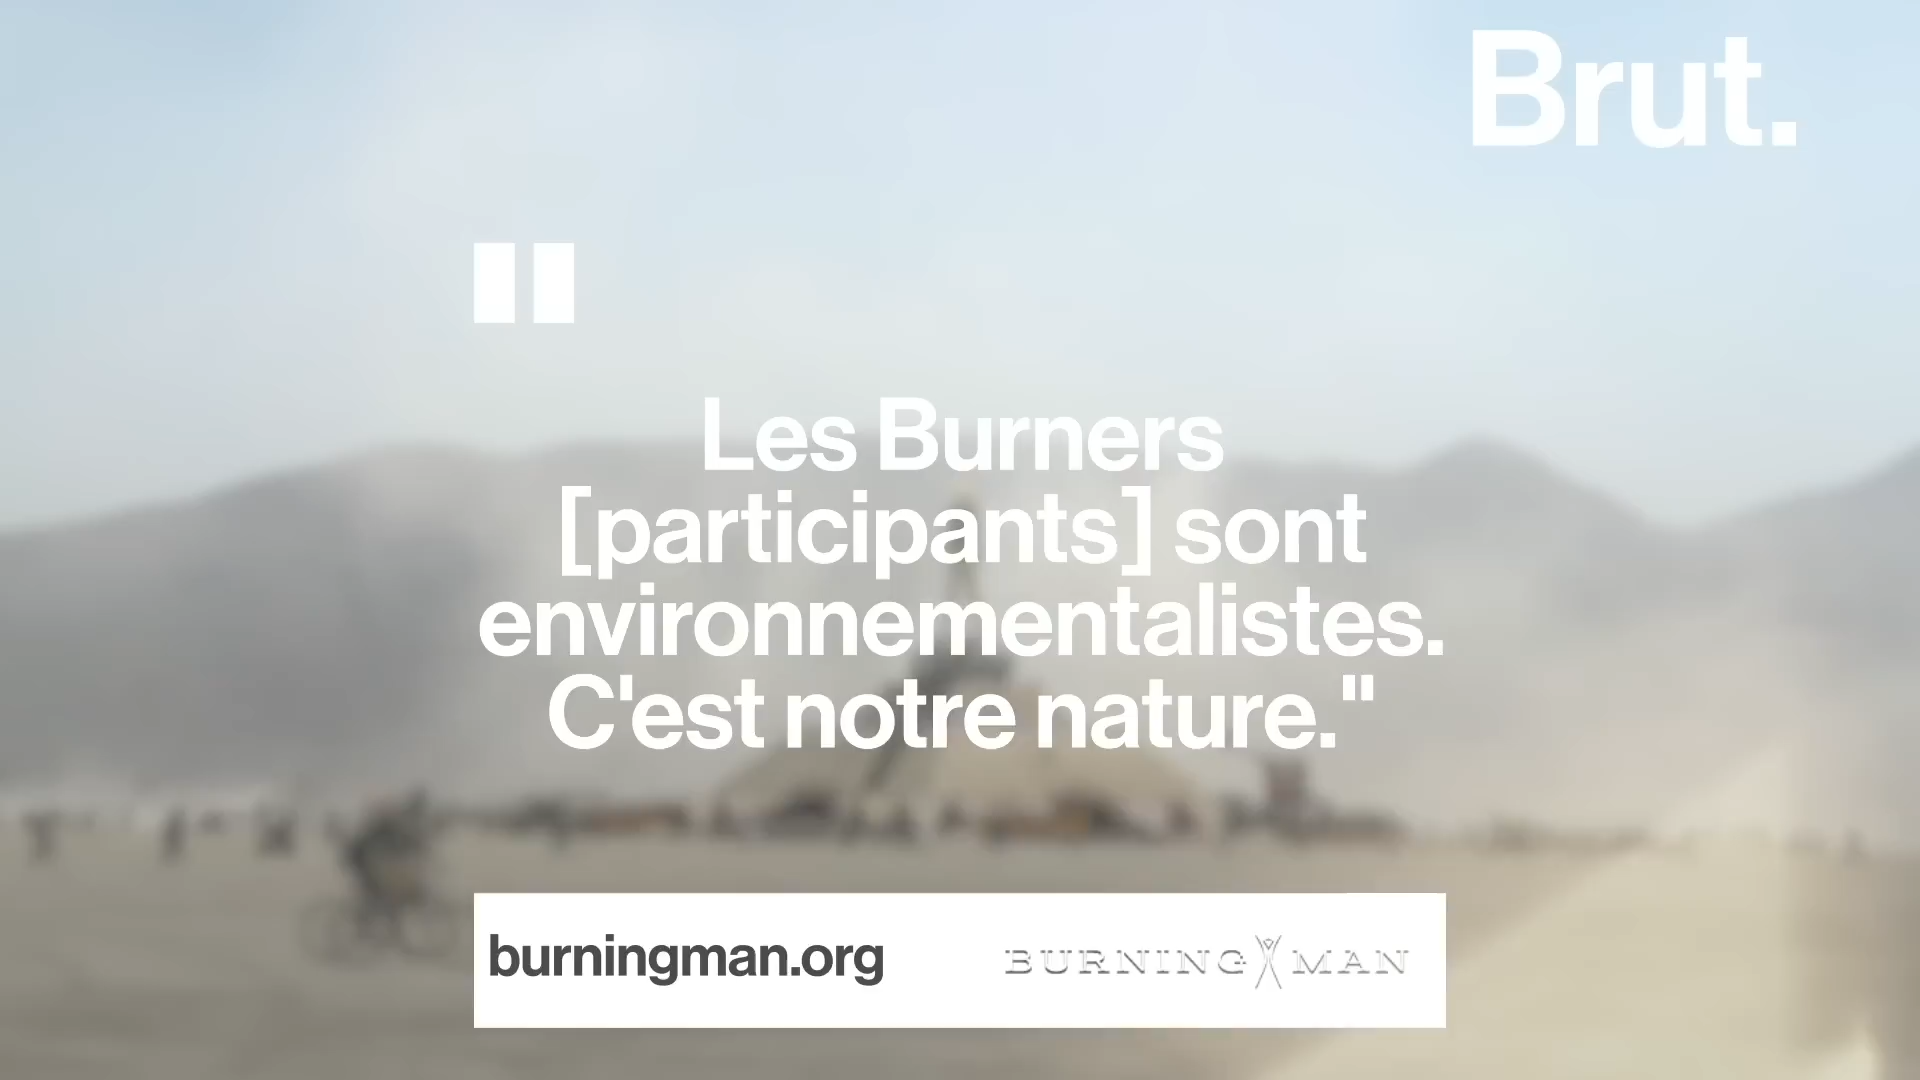 Brut.
"
Les Burners
[participants] sont
environnementalistes.
C'est notre nature."
burningman.org BURNING MAN